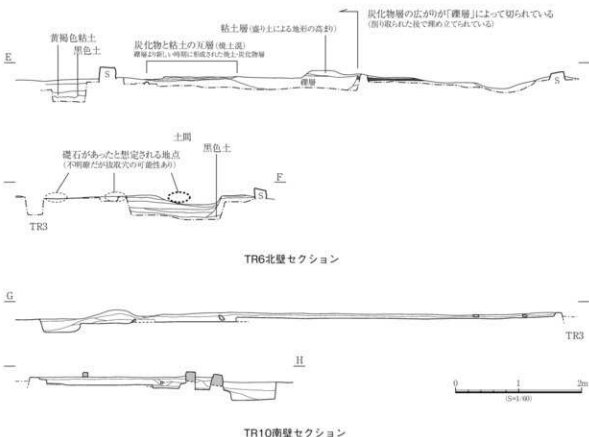 粘土層(盛り土による地形の高まり)
炭化物層の広がりが「礫層」によって切られている
(削り取られた後で埋め立てられている)
黄褐色粘土
黒色土
炭化物と粘土の互層(焼土混)
礫層より新しい時期に形成された焼土・炭化物層
E
S
礫層
S
土間
礎石があったと想定される地点
(不明瞭だが抜取穴の可能性あり)
黒色土
F
S
TR3
TR6北壁セクション
G
TR3
H
0 1 2m
(S=1/60)
TR10南壁セクション